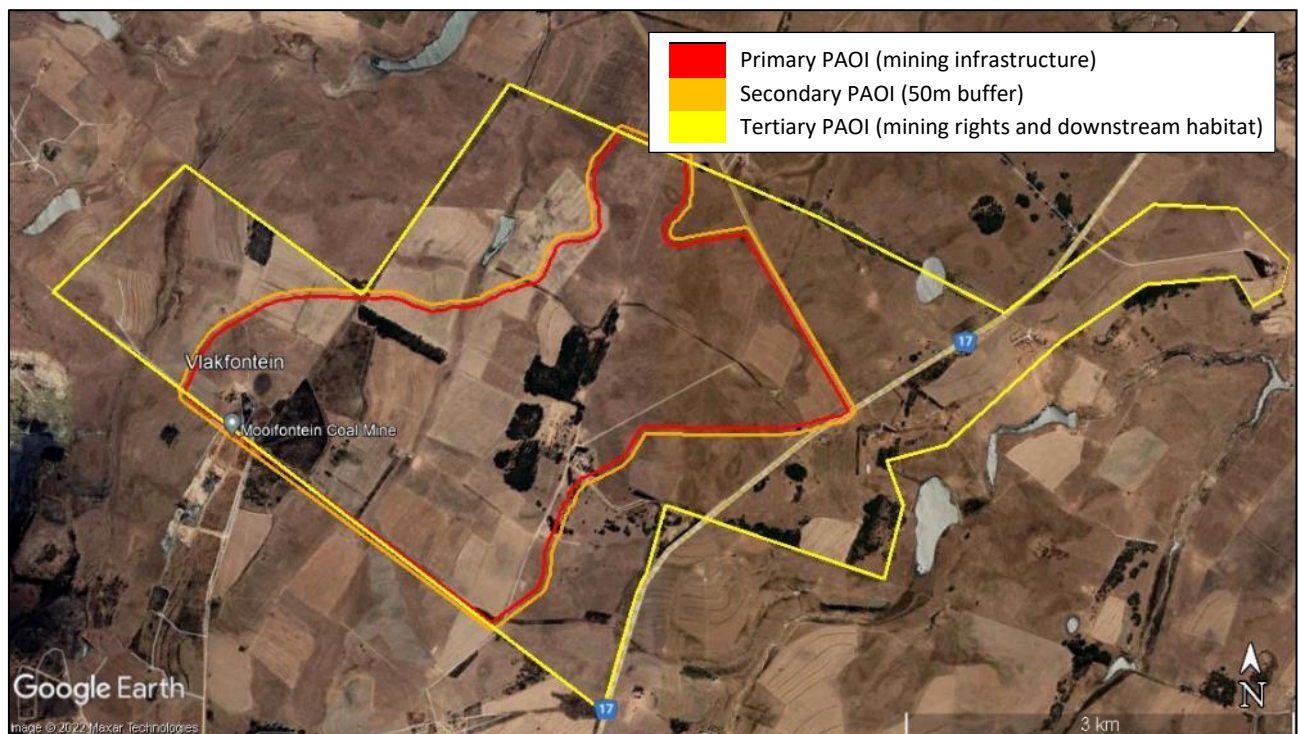 Primary PAOI (mining infrastructure)
Secondary PAOI (50m buffer)
Tertiary PAOI (mining rights and downstream habitat)
17
Vlakfontein
Mooifontein Coal Mine
17
N
Google Earth
Image © 2022 Maxar Technologies
3 km